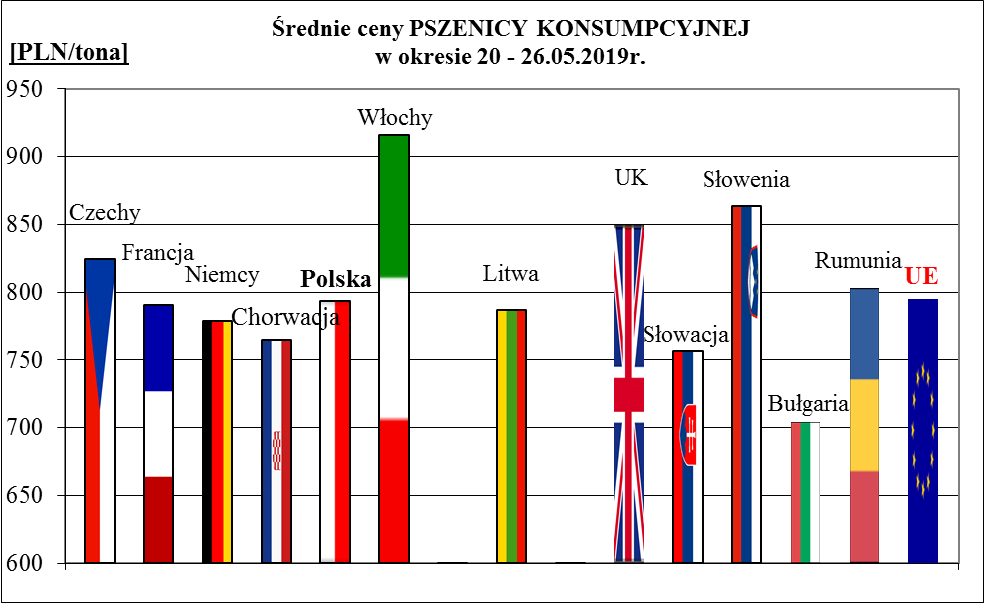 Średnie ceny PSZENICY KONSUMPCYJNEJ
w okresie 20 - 26.05.2019r.
[PLN/tona]
950
900
850
800
750
700
650
600
Czechy
Francja
Niemcy
Chorwacja
Polska
Włochy
Litwa
UK
Słowacja
Słowenia
Bułgaria
Rumunia
UE